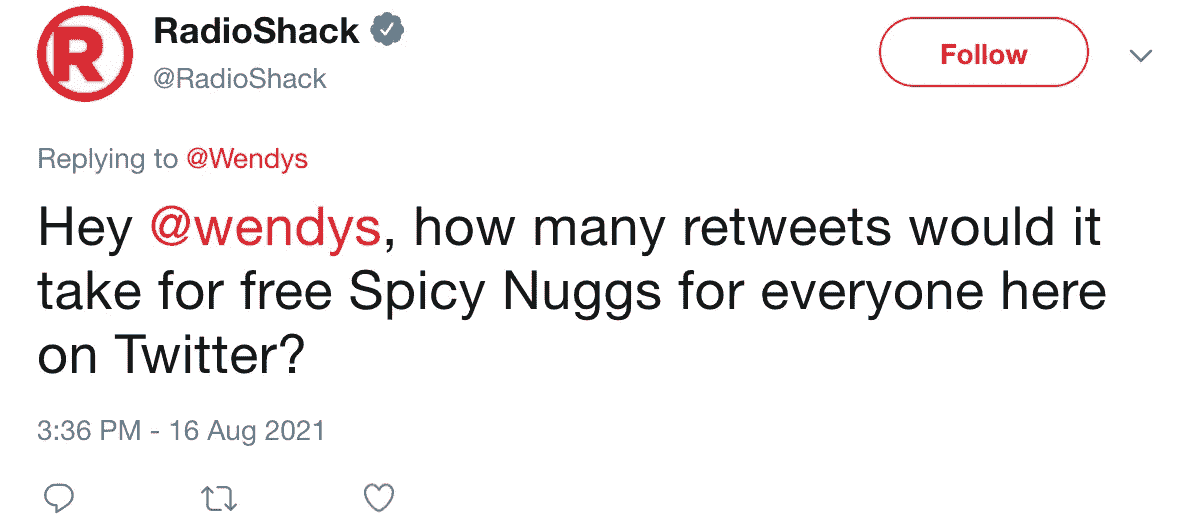 R
RadioShack
@RadioShack
Follow
Replying to @Wendys
Hey @wendys, how many retweets would it
take for free Spicy Nuggs for everyone here
on Twitter?
3:36 PM - 16 Aug 2021